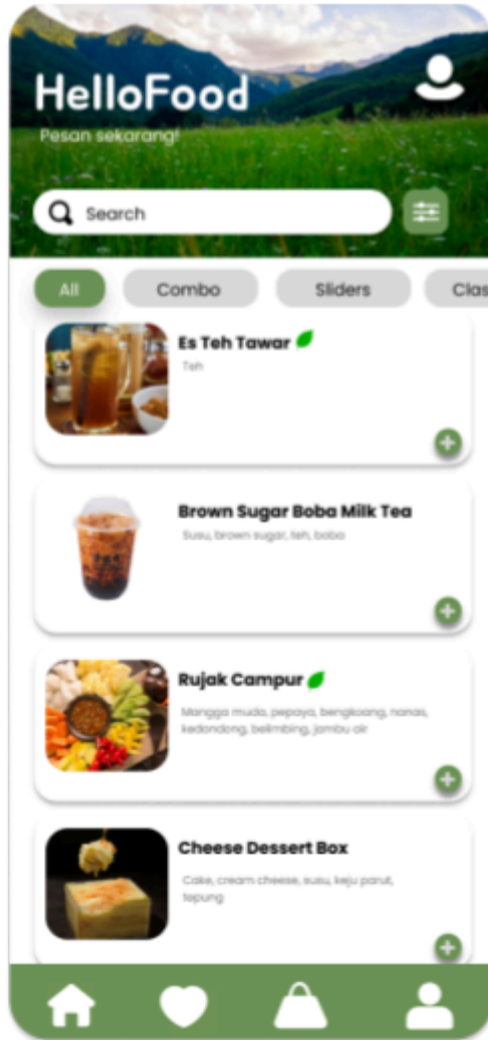 HelloFood
Pesan sekarang!
Search
All Combo Sliders Clas
Es Teh Tawar
Teh
Brown Sugar Boba Milk Tea
Susu, brown sugar, teh, boba
Rujak Campur
Mangga muda, pepaya, bengkoang, nanas,
kedondong, belimbing, jambu air
Cheese Dessert Box
Cake, cream cheese, susu, keju parut,
tepung